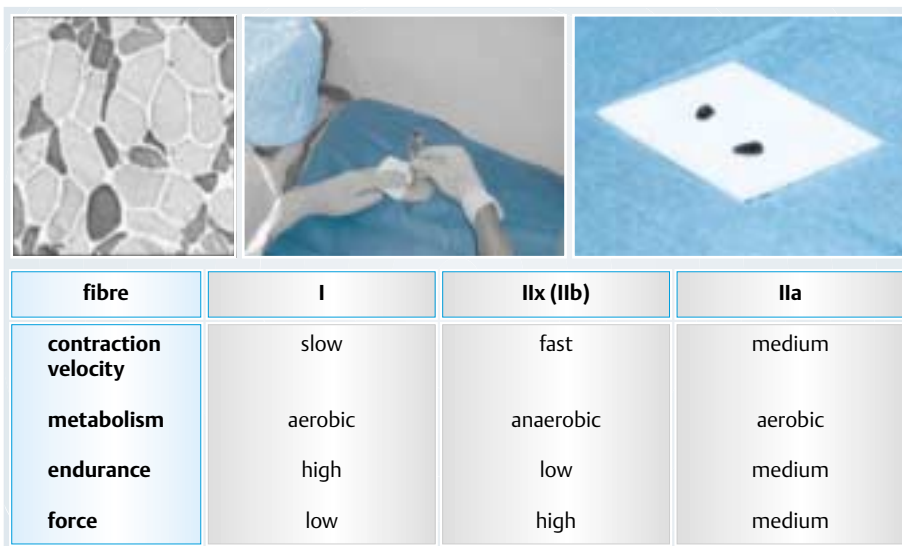 fibre I IIx (IIb) IIa
contraction slow fast medium
velocity
metabolism aerobic anaerobic aerobic
endurance high low medium
force low high medium